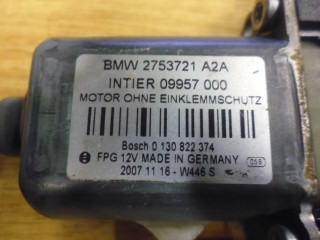 BMW 2753721 A2A
INTIER 09957 000
MOTOR OHNE EINKLEMMSCHUTZ
Bosch 0 130 822 374
FPG 12V MADE IN GERMANY
2007 11 16 - W446 S